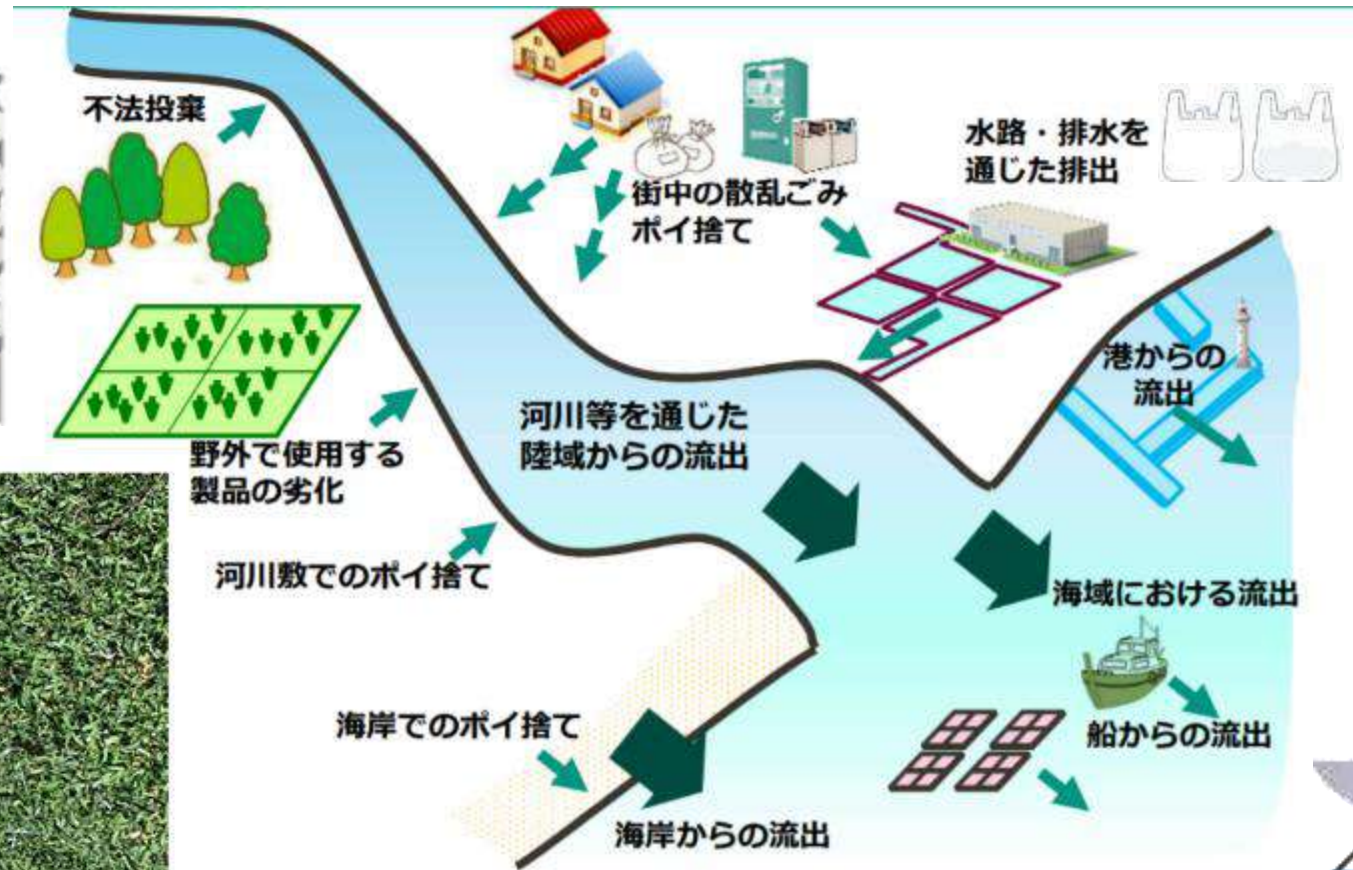 不法投棄
街中の散乱ごみ
ポイ捨て
水路・排水を
通じた排出
港からの
流出
河川等を通じた
陸域からの流出
野外で使用する
製品の劣化
河川敷でのポイ捨て
海域における流出
船からの流出
海岸でのポイ捨て
海岸からの流出